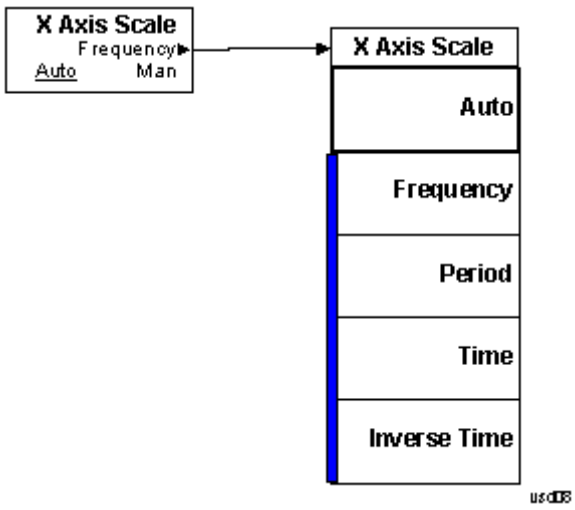 X Axis Scale
Frequency
Auto Man
X Axis Scale
Auto
Frequency
Period
Time
Inverse Time
usd08